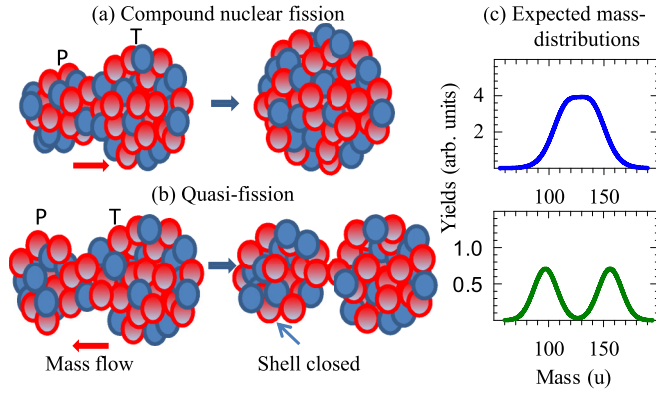 (a) Compound nuclear fission
P
T
(b) Quasi-fission
P
T
Mass flow
Shell closed
(c) Expected mass-
distributions
Yields (arb. units)
4
2
100
150
1.0
0.5
100
150
Mass (u)